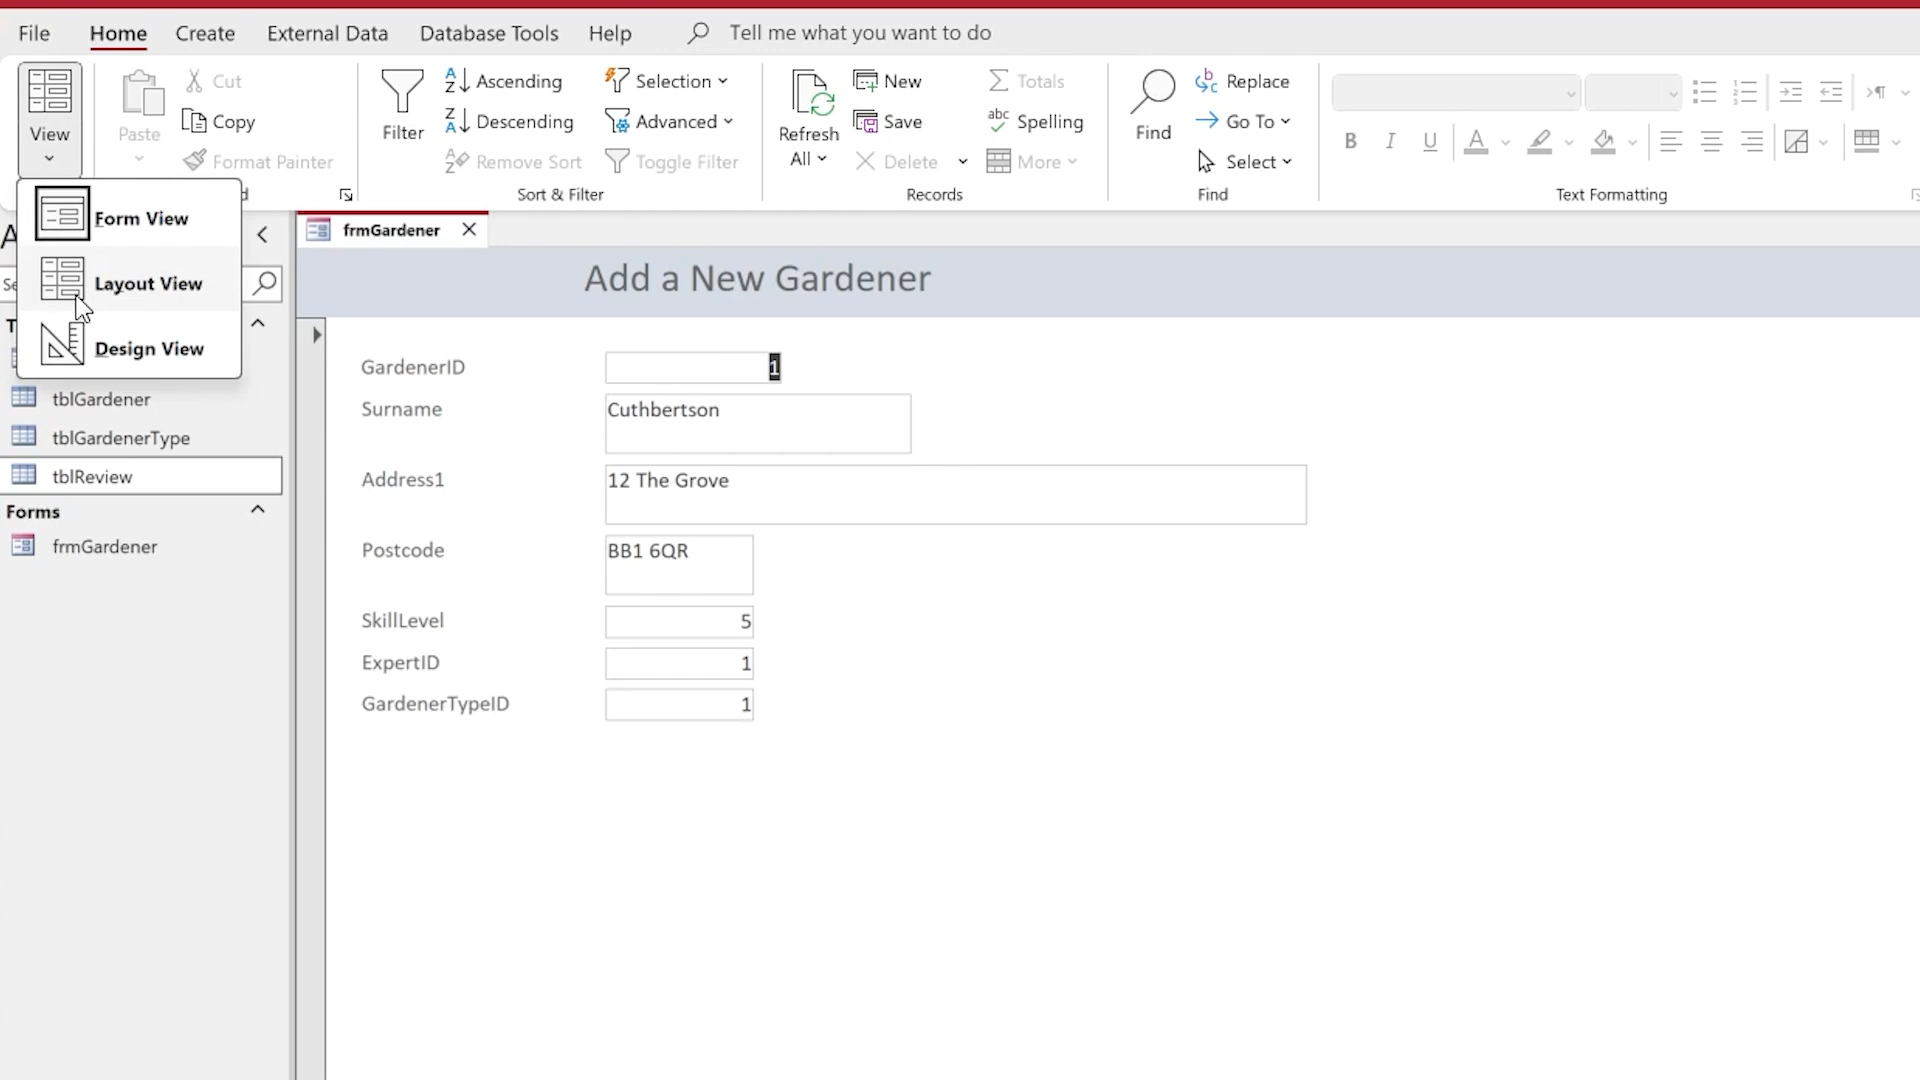 File Home Create External Data Database Tools Help Tell me what you want to do
View
Paste
Cut
Copy
Format Painter
Filter
Ascending
Descending
Remove Sort
Selection
Advanced
Toggle Filter
Sort & Filter
Refresh
All
New
Save
Delete
Totals
Spelling
More
Records
Find
Replace
Go To
Select
Find
B I U
Text Formatting
Form View
Layout View
Design View
tblGardener
tblGardenerType
tblReview
Forms
frmGardener
frmGardener
Add a New Gardener
GardenerID 1
Surname Cuthbertson
Address1 12 The Grove
Postcode BB1 6QR
SkillLevel 5
ExpertID 1
GardenerTypeID 1